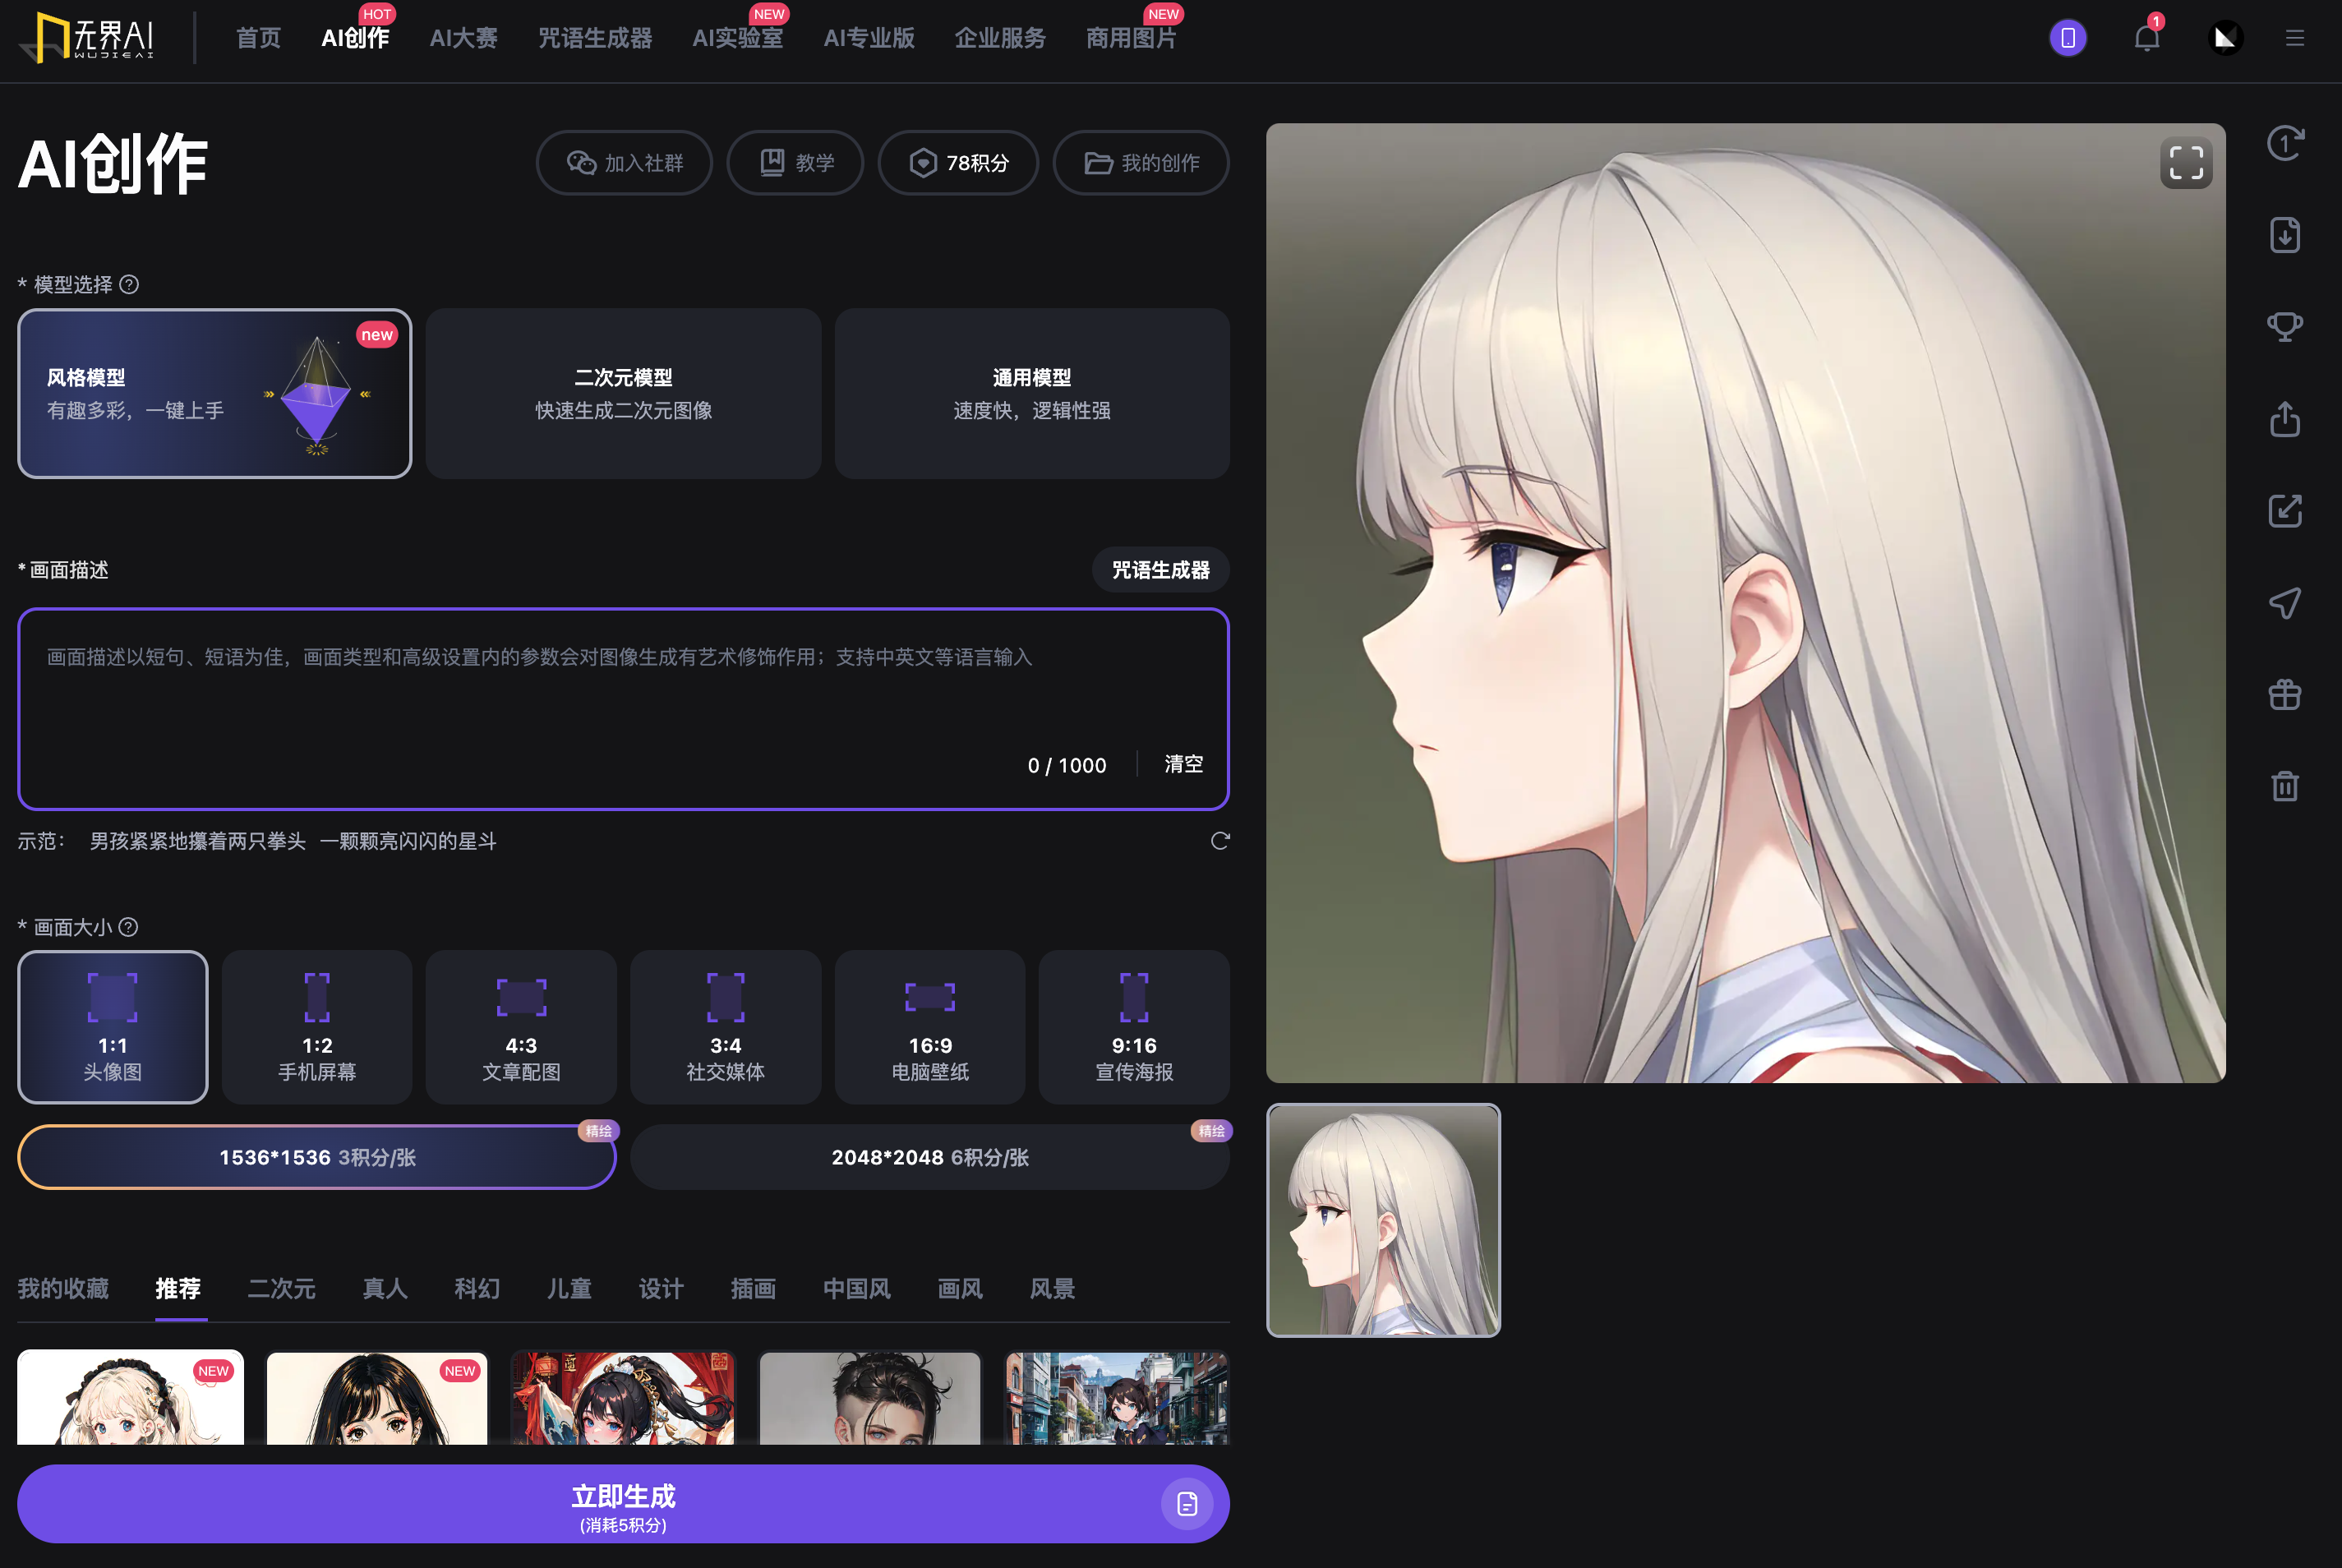 无界AI
WUJIEAI
首页
AI创作
HOT
AI大赛
咒语生成器
AI实验室
NEW
AI专业版
企业服务
商用图片
NEW
1
AI创作
加入社群
教学
78积分
我的创作
1
* 模型选择 ?
new
风格模型
有趣多彩，一键上手
二次元模型
快速生成二次元图像
通用模型
速度快，逻辑性强
* 画面描述
咒语生成器
画面描述以短句、短语为佳，画面类型和高级设置内的参数会对图像生成有艺术修饰作用；支持中英文等语言输入
0 / 1000
清空
示范： 男孩紧紧地攥着两只拳头 一颗颗亮闪闪的星斗
* 画面大小 ?
1:1
头像图
1:2
手机屏幕
4:3
文章配图
3:4
社交媒体
16:9
电脑壁纸
9:16
宣传海报
精绘
1536*1536 3积分/张
精绘
2048*2048 6积分/张
我的收藏
推荐
二次元
真人
科幻
儿童
设计
插画
中国风
画风
风景
NEW
NEW
立即生成
(消耗5积分)